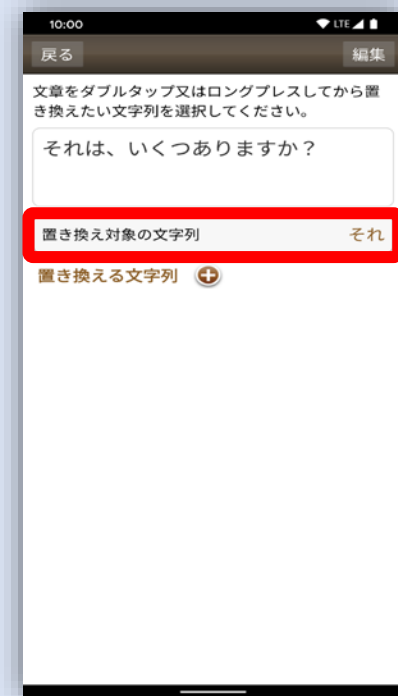 10:00 LTE
戻る 編集
文章をダブルタップ又はロングプレスしてから置
き換えたい文字列を選択してください。
それは、いくつありますか？
置き換え対象の文字列 それ
置き換える文字列